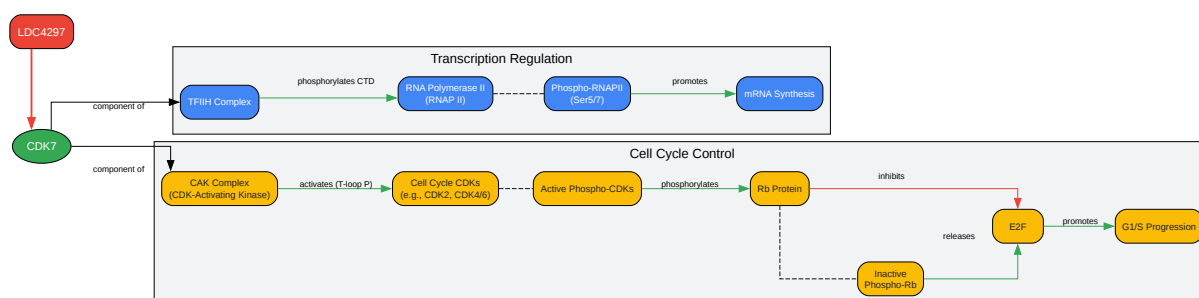 LDC4297
Transcription Regulation
phosphorylates CTD
RNA Polymerase II
(RNAP II)
Phospho-RNAPII
(Ser5/7)
promotes
mRNA Synthesis
component of
TFIIH Complex
CDK7
component of
Cell Cycle Control
CAK Complex
(CDK-Activating Kinase)
activates (T-loop P)
Cell Cycle CDKs
(e.g., CDK2, CDK4/6)
Active Phospho-CDKs
phosphorylates
Rb Protein
inhibits
releases
E2F
promotes
G1/S Progression
Inactive
Phospho-Rb